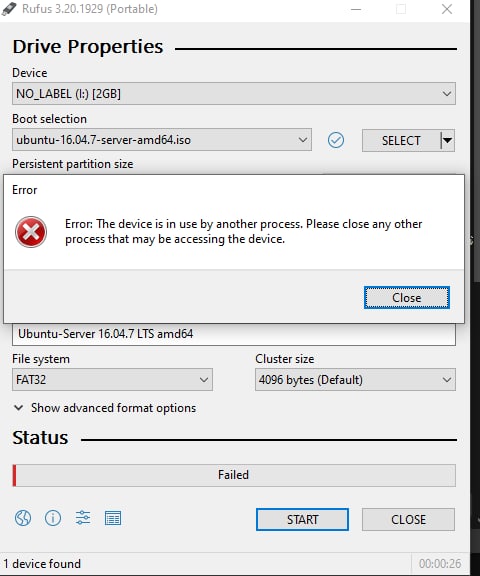 Rufus 3.20.1929 (Portable)
Drive Properties
Device
NO_LABEL (I:) [2GB]
Boot selection
ubuntu-16.04.7-server-amd64.iso
SELECT
Persistent partition size
Error
Error: The device is in use by another process. Please close any other
process that may be accessing the device.
Close
Ubuntu-Server 16.04.7 LTS amd64
File system
Cluster size
FAT32
4096 bytes (Default)
Show advanced format options
Status
Failed
START
CLOSE
1 device found
00:00:26